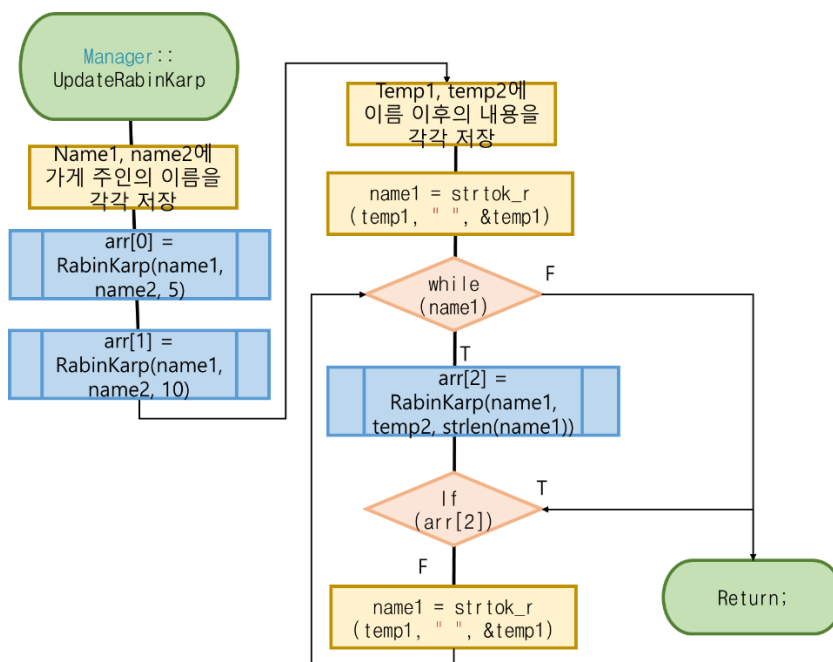 Manager::
UpdateRabinKarp
Name1, name2에
가게 주인의 이름을
각각 저장
arr[0] =
RabinKarp(name1,
name2, 5)
arr[1] =
RabinKarp(name1,
name2, 10)
Temp1, temp2에
이름 이후의 내용을
각각 저장
name1 = strtok_r
(temp1, " ", &temp1)
while
(name1)
F
T
arr[2] =
RabinKarp(name1,
temp2, strlen(name1))
If
(arr[2])
T
F
name1 = strtok_r
(temp1, " ", &temp1)
Return;